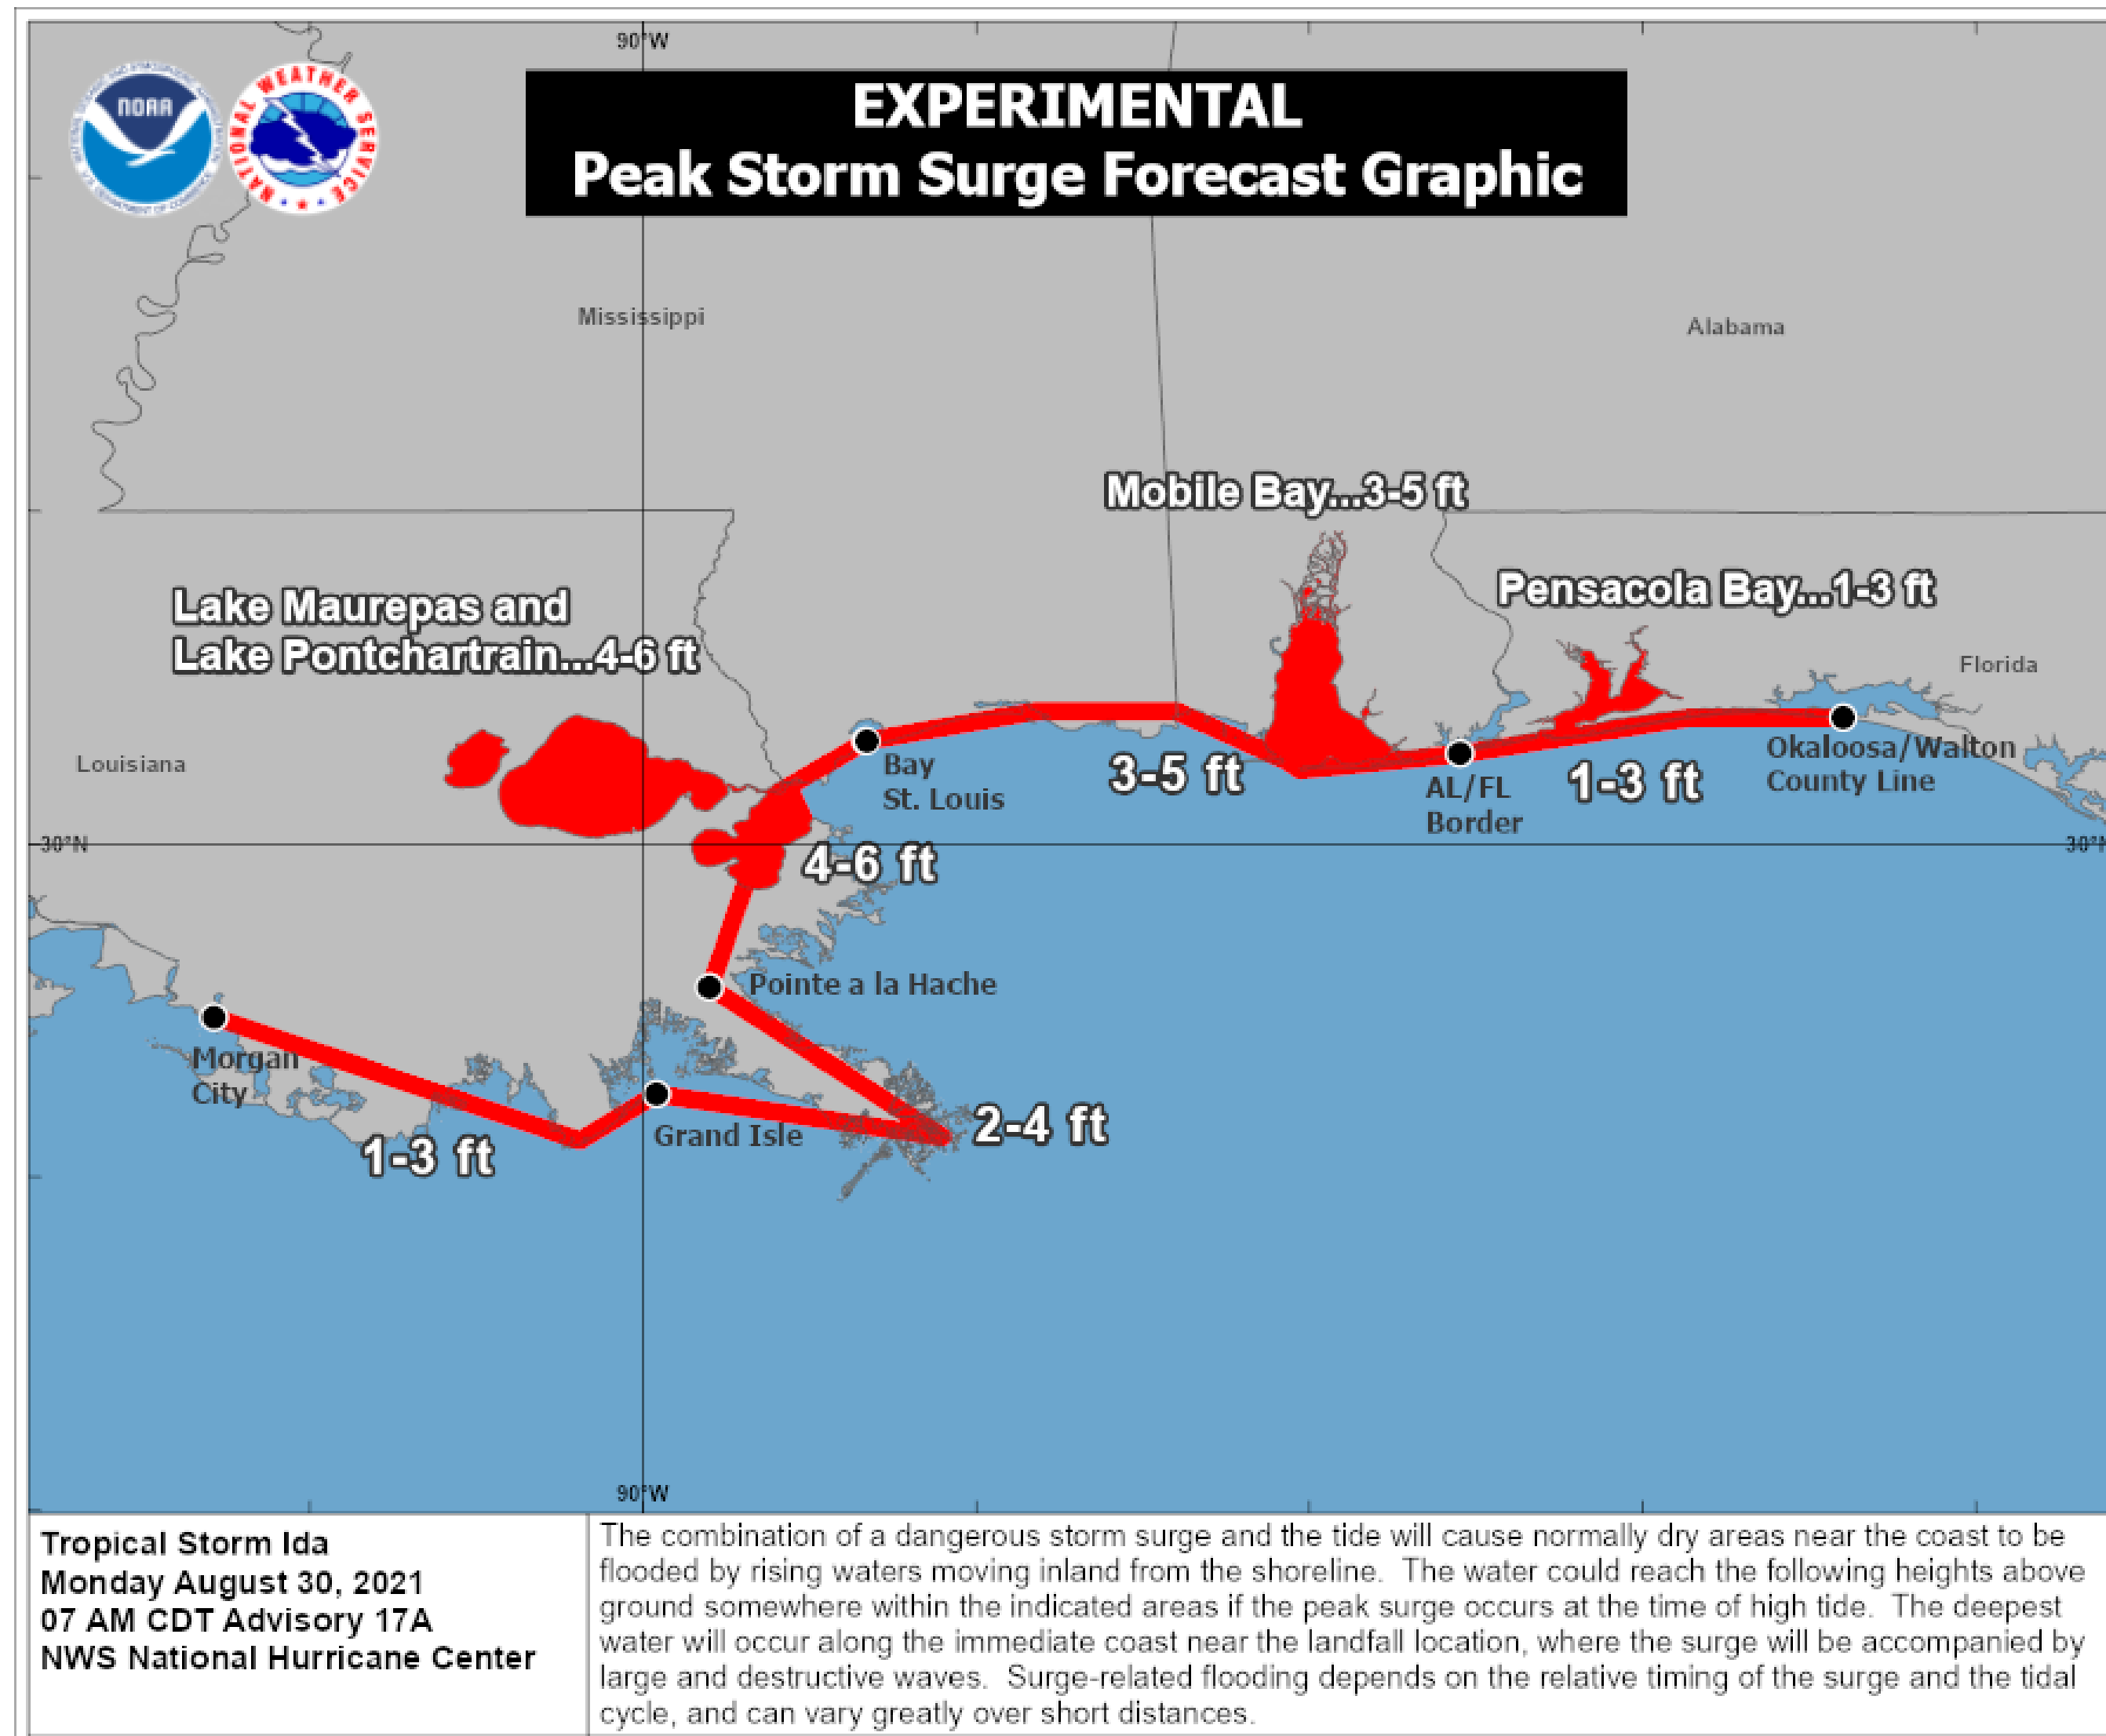 90°W
NOAA
NATIONAL WEATHER SERVICE
EXPERIMENTAL
Peak Storm Surge Forecast Graphic
Mississippi
Alabama
Mobile Bay...3-5 ft
Pensacola Bay...1-3 ft
Lake Maurepas and
Lake Pontchartrain...4-6 ft
Florida
Louisiana
Bay
St. Louis
3-5 ft
AL/FL
Border
1-3 ft
Okaloosa/Walton
County Line
30°N
30°N
4-6 ft
Pointe a la Hache
Morgan
City
Grand Isle
2-4 ft
1-3 ft
90°W
Tropical Storm Ida
Monday August 30, 2021
07 AM CDT Advisory 17A
NWS National Hurricane Center
The combination of a dangerous storm surge and the tide will cause normally dry areas near the coast to be
flooded by rising waters moving inland from the shoreline.  The water could reach the following heights above
ground somewhere within the indicated areas if the peak surge occurs at the time of high tide.  The deepest
water will occur along the immediate coast near the landfall location, where the surge will be accompanied by
large and destructive waves.  Surge-related flooding depends on the relative timing of the surge and the tidal
cycle, and can vary greatly over short distances.